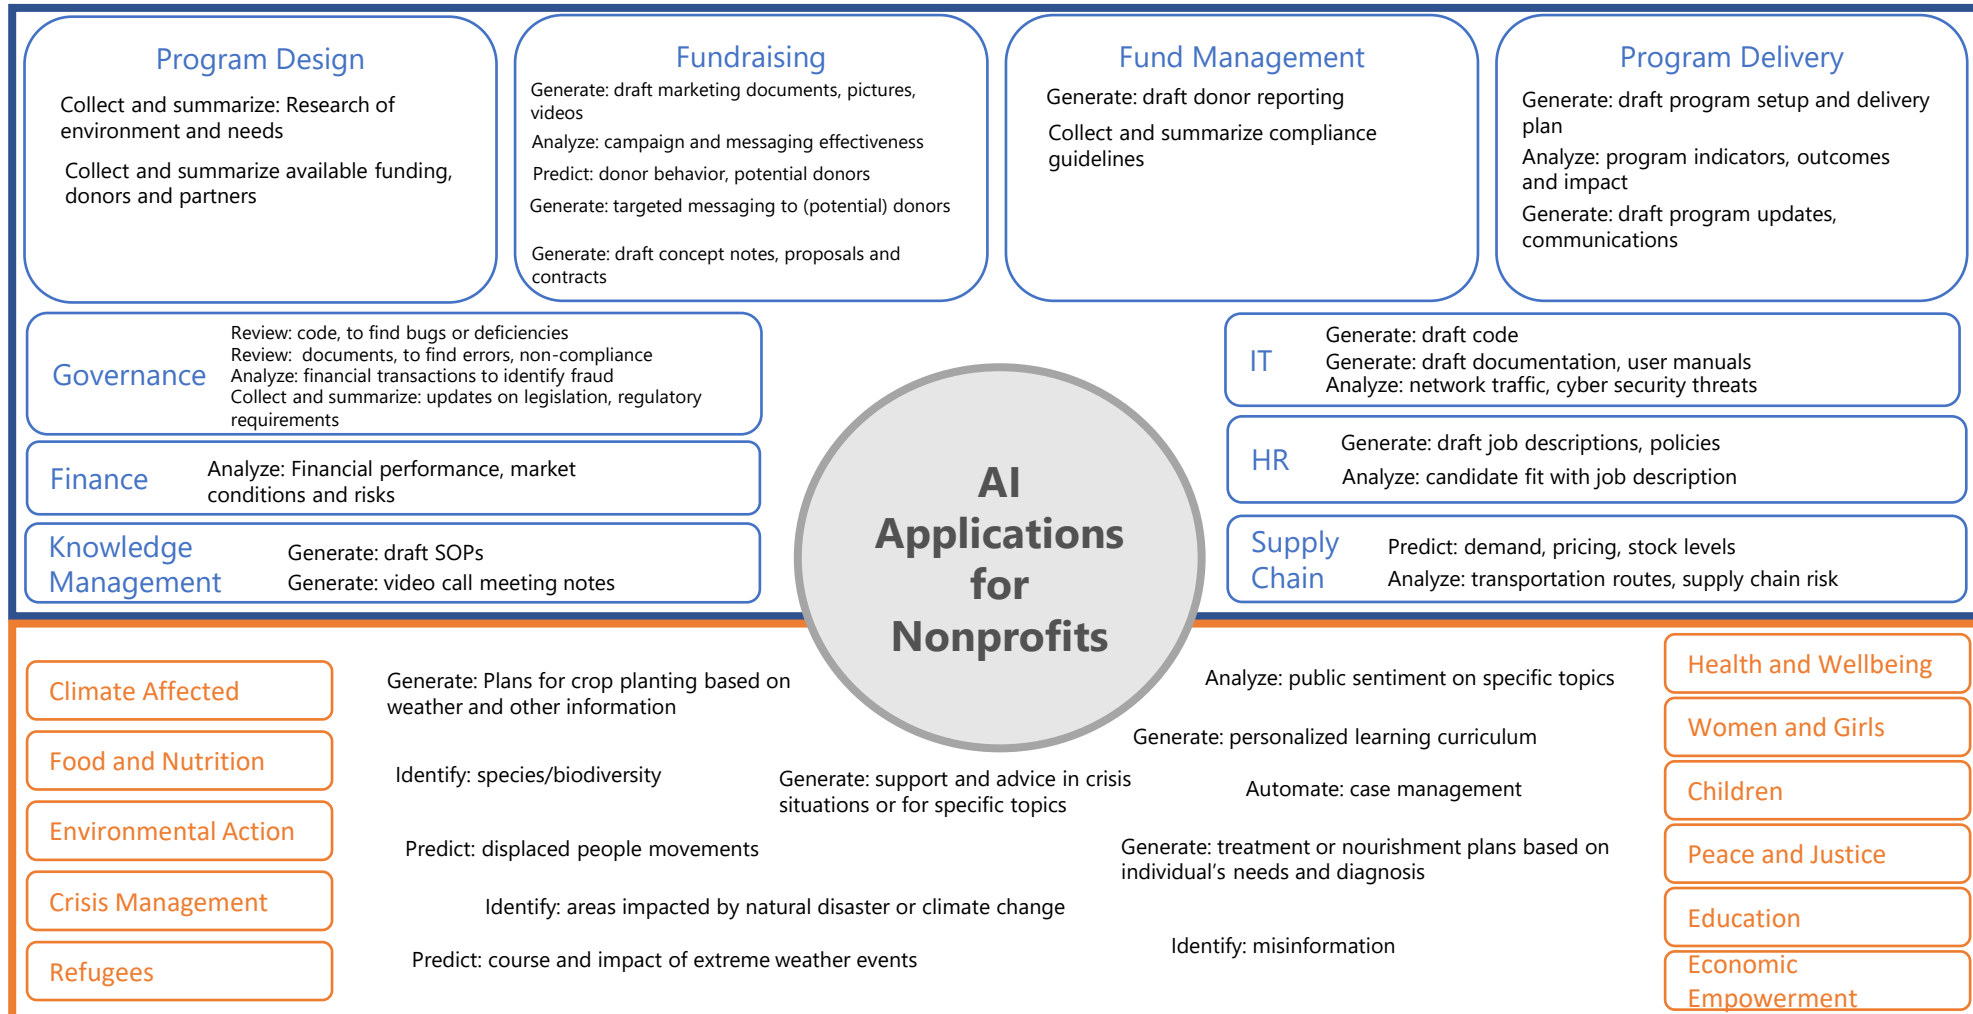 Program Design
Collect and summarize: Research of
environment and needs
Collect and summarize available funding,
donors and partners
Fundraising
Generate: draft marketing documents, pictures,
videos
Analyze: campaign and messaging effectiveness
Predict: donor behavior, potential donors
Generate: targeted messaging to (potential) donors
Generate: draft concept notes, proposals and
contracts
Fund Management
Generate: draft donor reporting
Collect and summarize compliance
guidelines
Program Delivery
Generate: draft program setup and delivery
plan
Analyze: program indicators, outcomes
and impact
Generate: draft program updates,
communications
Governance
Review: code, to find bugs or deficiencies
Review:  documents, to find errors, non-compliance
Analyze: financial transactions to identify fraud
Collect and summarize: updates on legislation, regulatory
requirements
Finance
Analyze: Financial performance, market
conditions and risks
Knowledge
Management
Generate: draft SOPs
Generate: video call meeting notes
AI
Applications
for
Nonprofits
IT
Generate: draft code
Generate: draft documentation, user manuals
Analyze: network traffic, cyber security threats
HR
Generate: draft job descriptions, policies
Analyze: candidate fit with job description
Supply
Chain
Predict: demand, pricing, stock levels
Analyze: transportation routes, supply chain risk
Climate Affected
Food and Nutrition
Environmental Action
Crisis Management
Refugees
Generate: Plans for crop planting based on
weather and other information
Identify: species/biodiversity
Generate: support and advice in crisis
situations or for specific topics
Predict: displaced people movements
Identify: areas impacted by natural disaster or climate change
Predict: course and impact of extreme weather events
Analyze: public sentiment on specific topics
Generate: personalized learning curriculum
Automate: case management
Generate: treatment or nourishment plans based on
individual’s needs and diagnosis
Identify: misinformation
Health and Wellbeing
Women and Girls
Children
Peace and Justice
Education
Economic
Empowerment